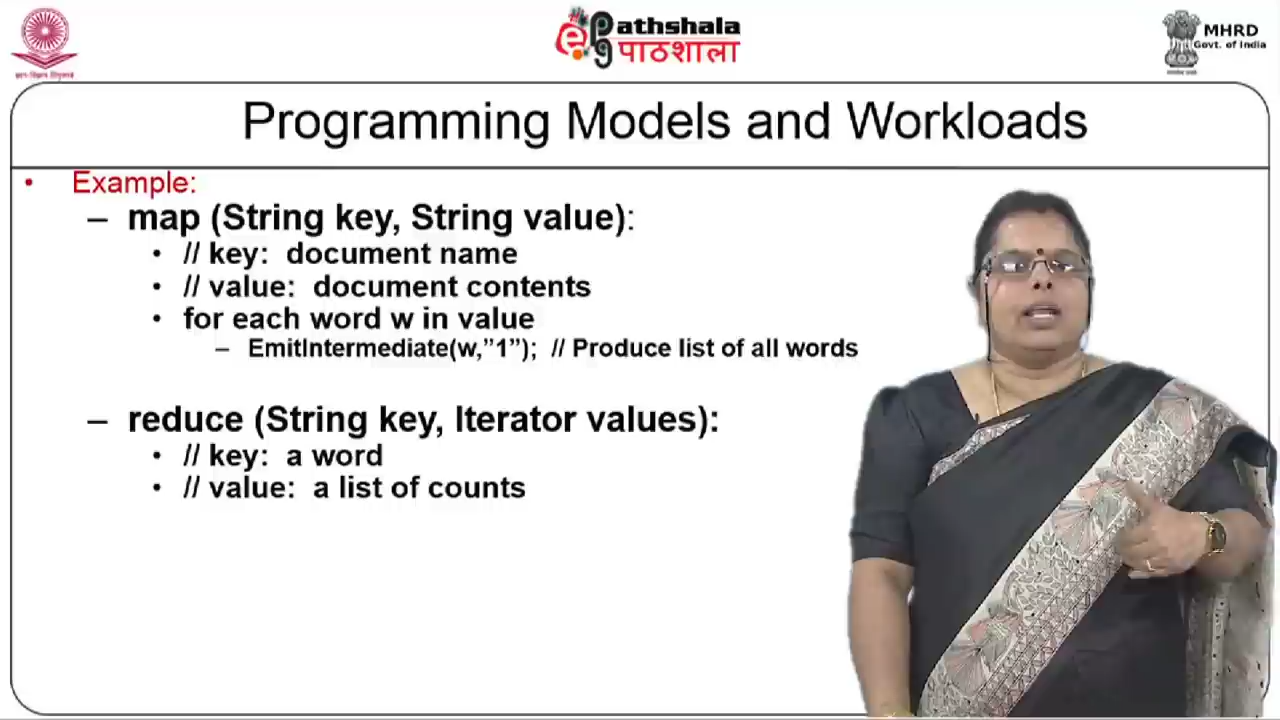 ePG Pathshala
पाठशाला
MHRD
Govt. of India
Programming Models and Workloads
• Example:
– map (String key, String value):
• // key: document name
• // value: document contents
• for each word w in value
– EmitIntermediate(w,”1”); // Produce list of all words
– reduce (String key, Iterator values):
• // key: a word
• // value: a list of counts